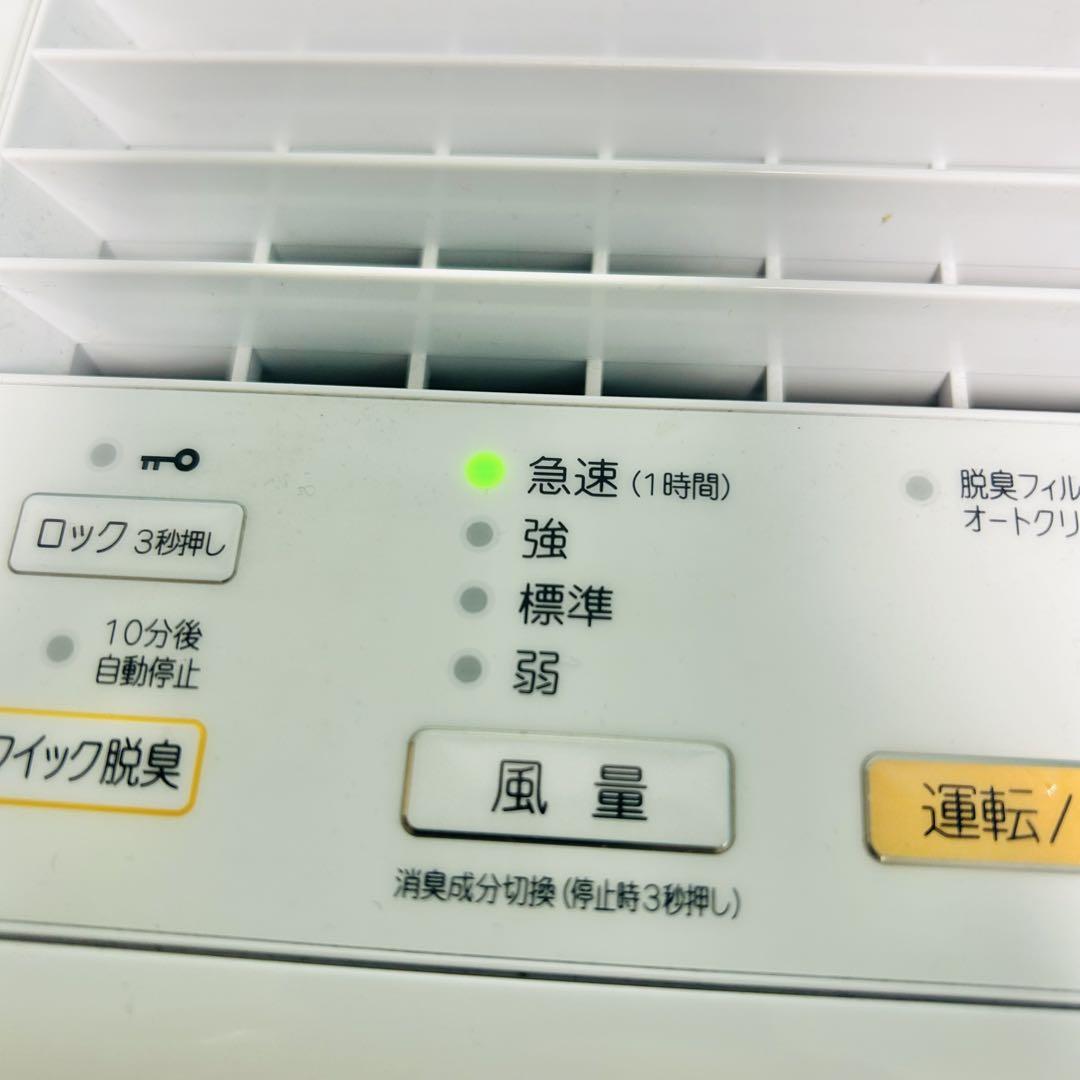 急速(1時間)
強
標準
弱
ロック 3秒押し
10分後
自動停止
イック脱臭
風量
消臭成分切換(停止時3秒押し)
脱臭フィル
オートクリ
運転/